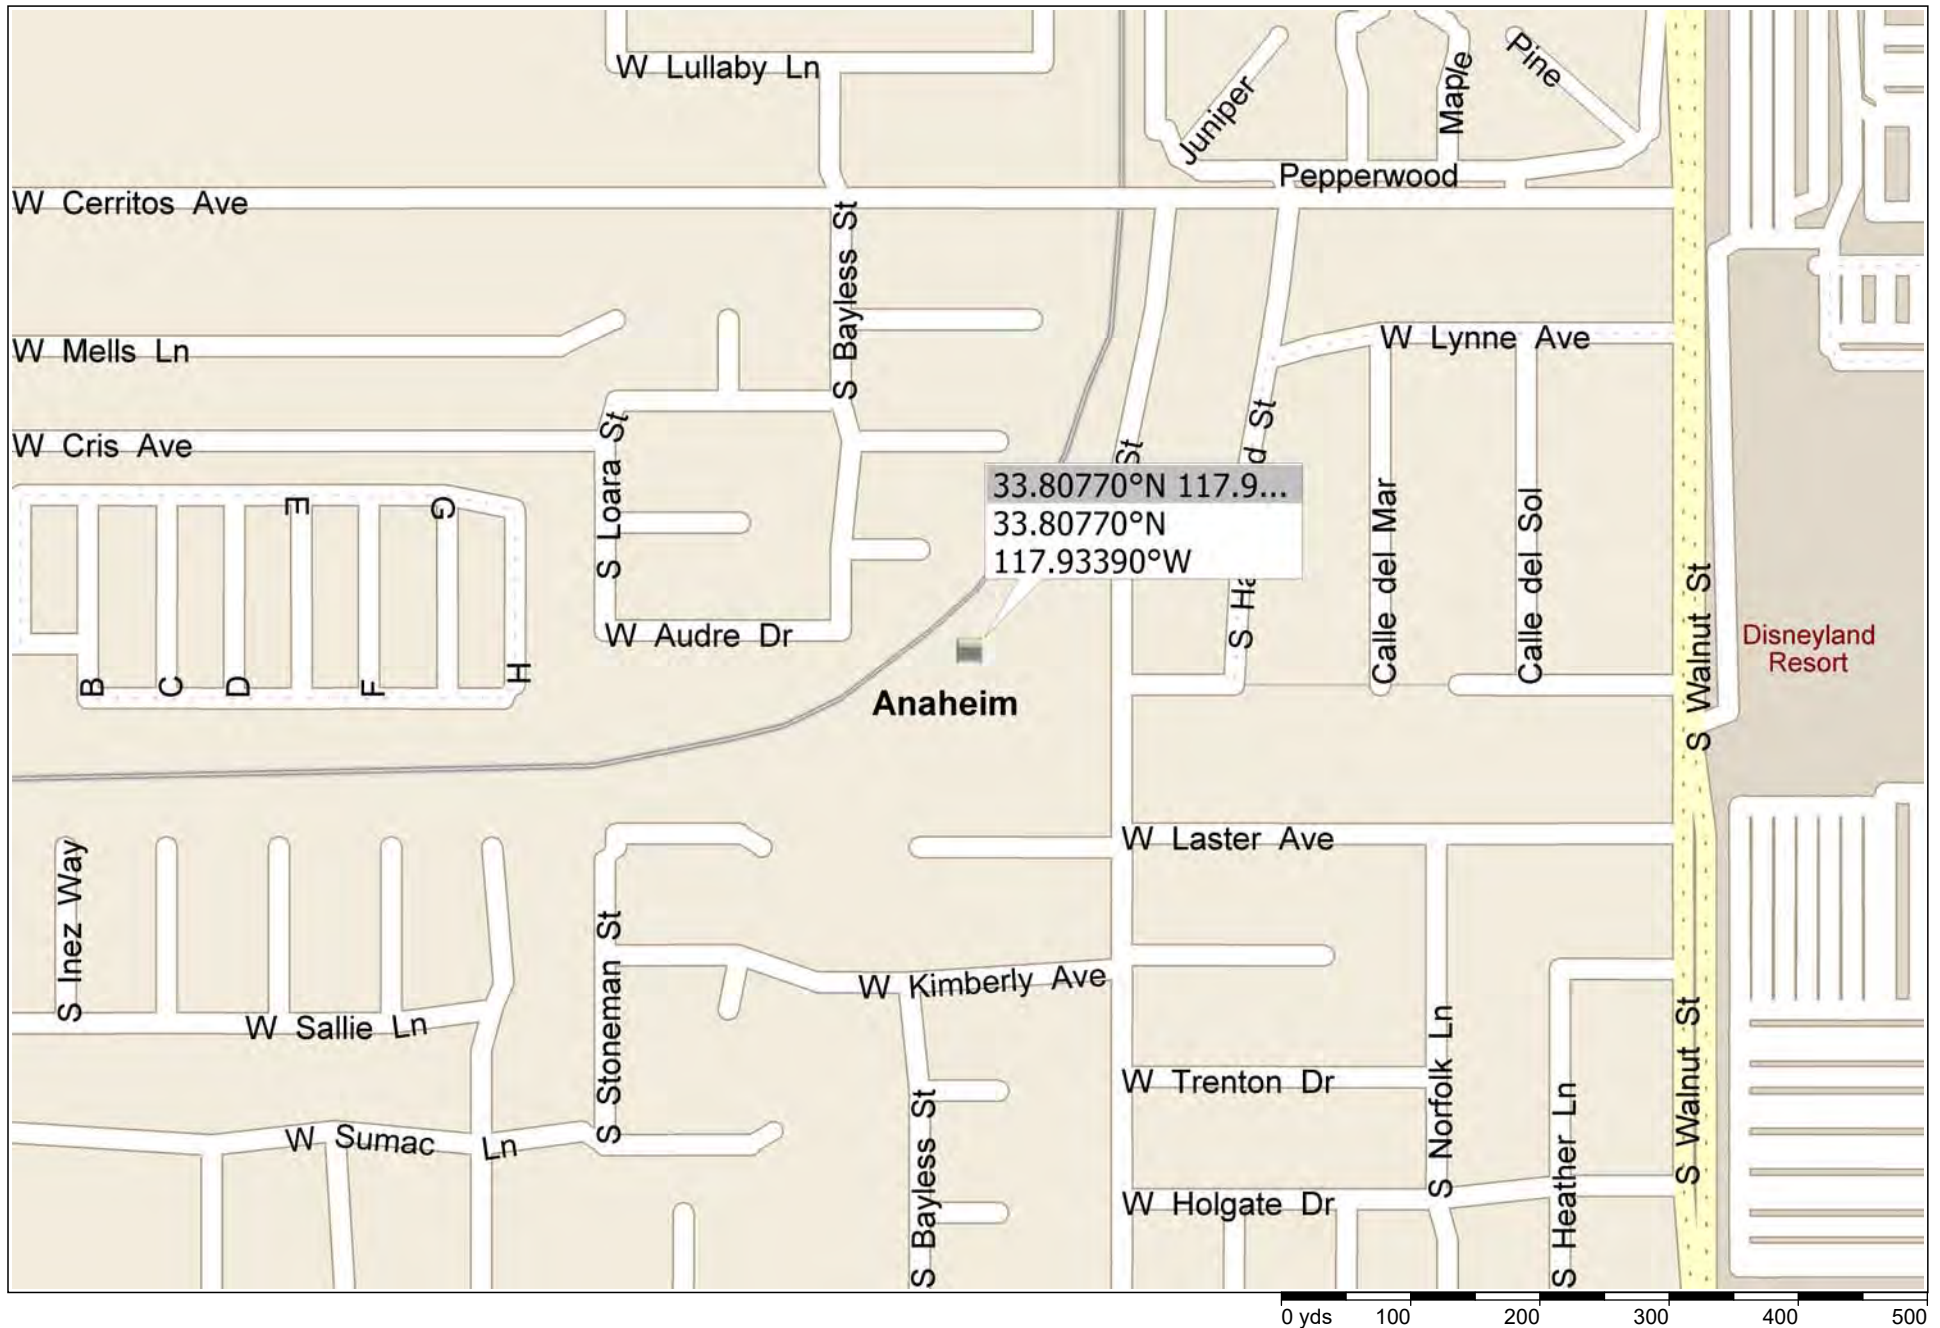 W Lullaby Ln
Juniper
Maple
Pine
Pepperwood
W Cerritos Ave
S Bayless St
W Mells Ln
W Lynne Ave
W Cris Ave
S Loara St
St
St
33.80770°N 117.9...
33.80770°N
117.93390°W
E
G
B
C
D
F
H
W Audre Dr
Calle del Mar
Calle del Sol
S Walnut St
Disneyland
Resort
Anaheim
W Laster Ave
S Inez Way
S Stoneman St
W Kimberly Ave
W Sallie Ln
W Trenton Dr
S Norfolk Ln
S Walnut St
S Heather Ln
W Sumac Ln
S Bayless St
W Holgate Dr
0 yds 100 200 300 400 500